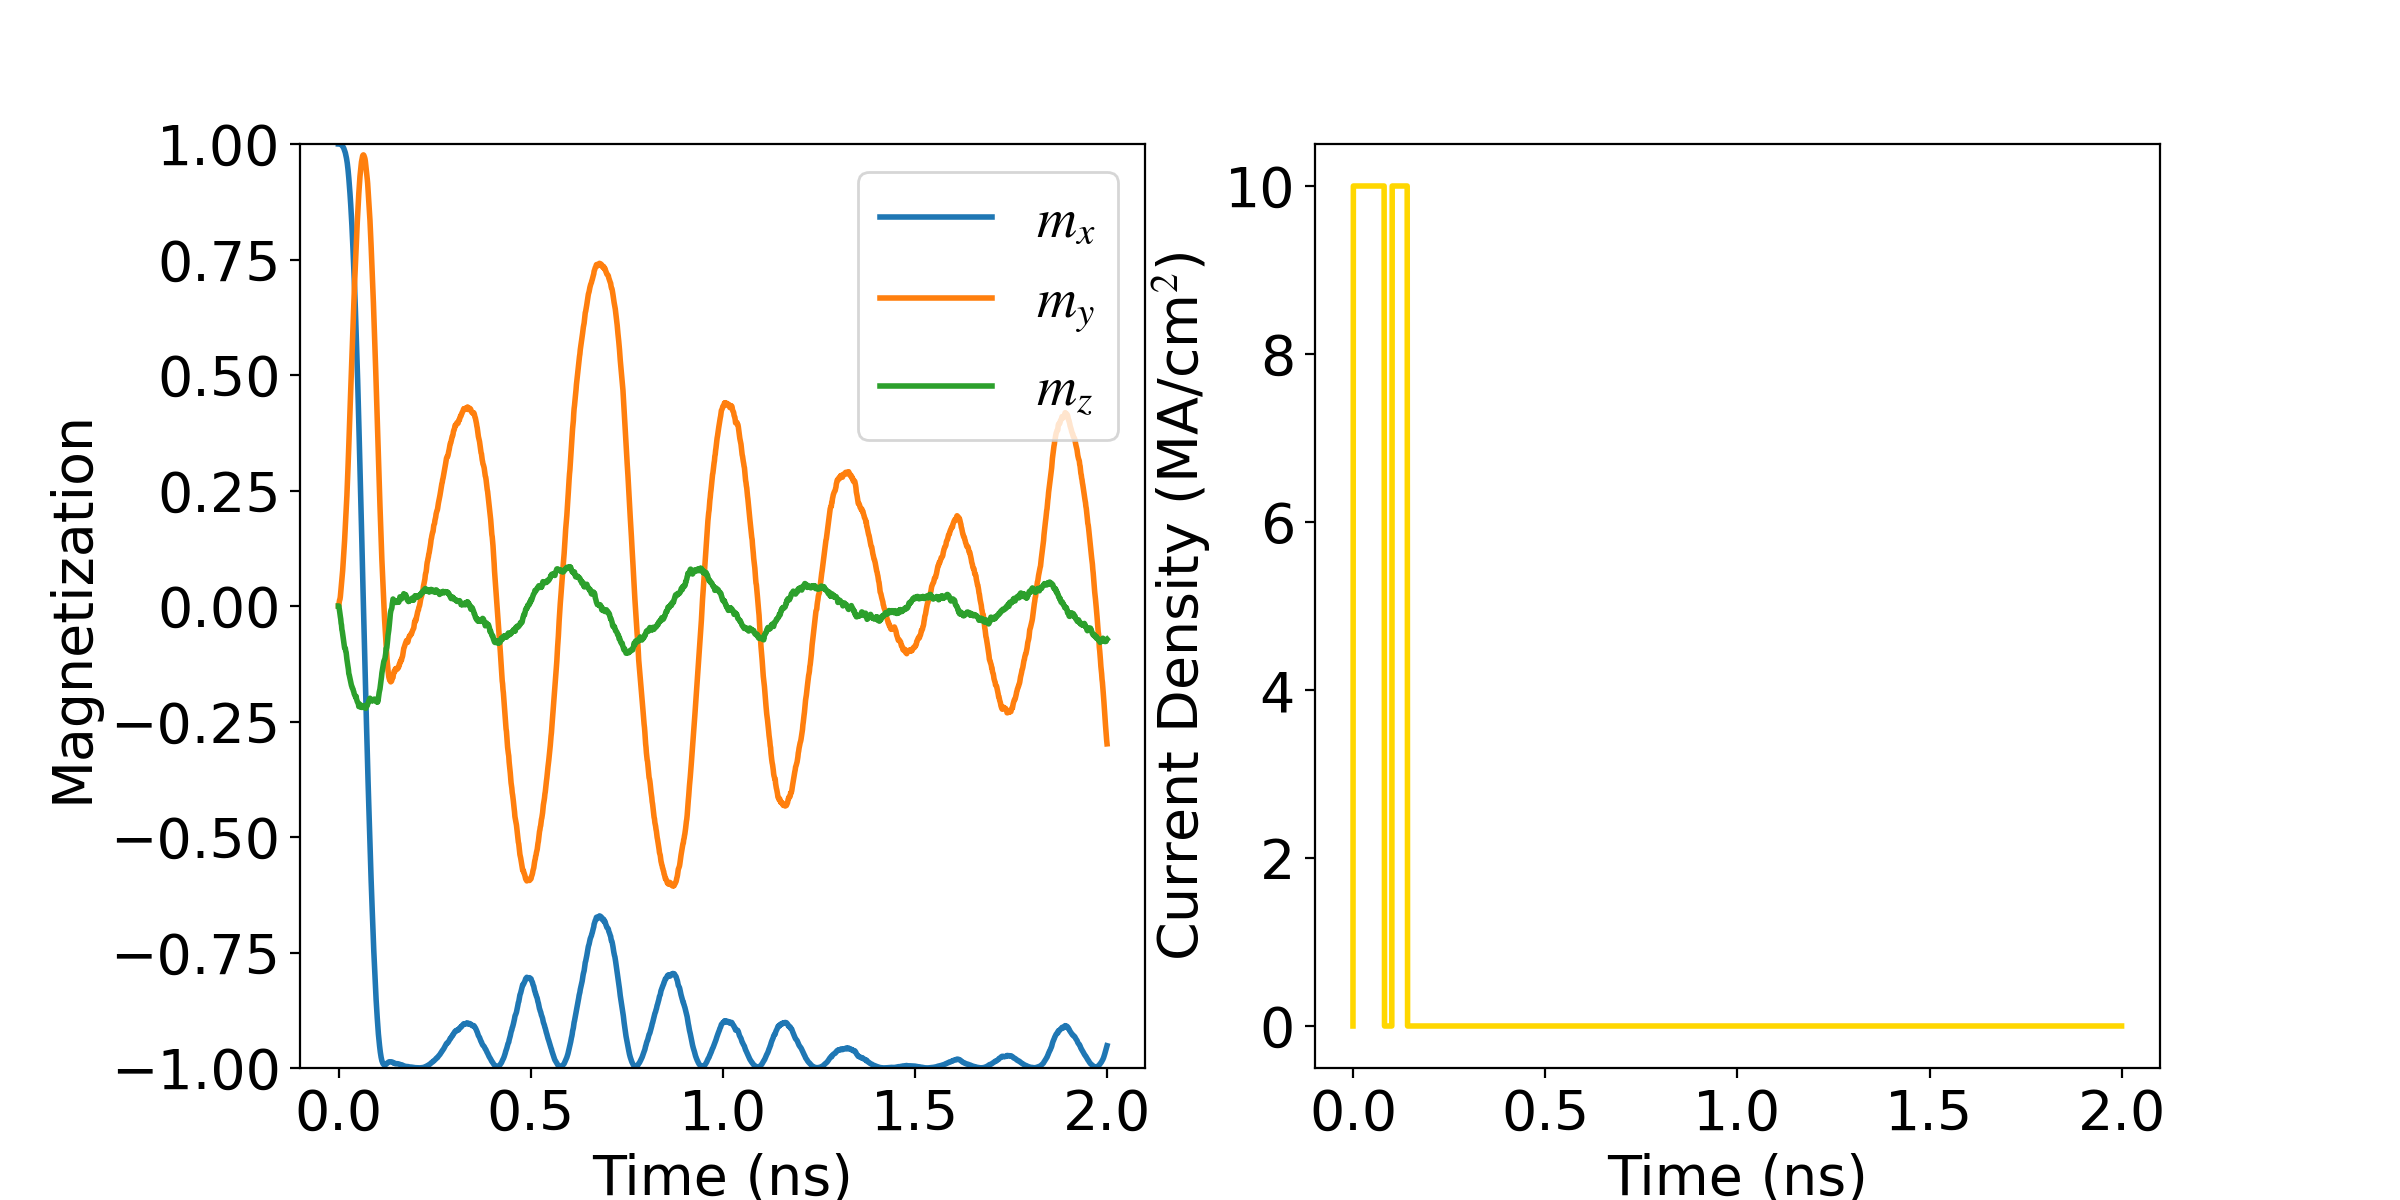 Magnetization
1.00
0.75
0.50
0.25
0.00
−0.25
−0.50
−0.75
−1.00
0.0 0.5 1.0 1.5 2.0
Time (ns)
m_x
m_y
m_z
Current Density (MA/cm²)
10
8
6
4
2
0
0.0 0.5 1.0 1.5 2.0
Time (ns)